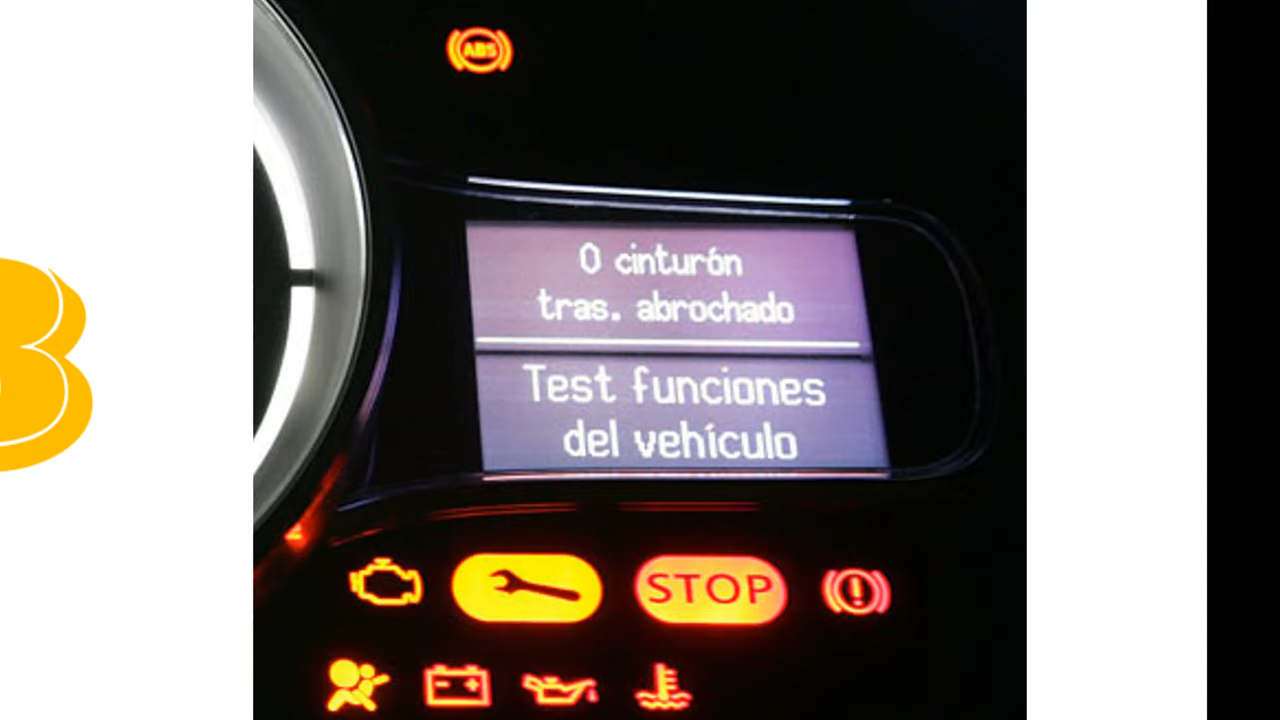 ABS
0 cinturón
tras. abrochado
Test funciones
del vehículo
STOP